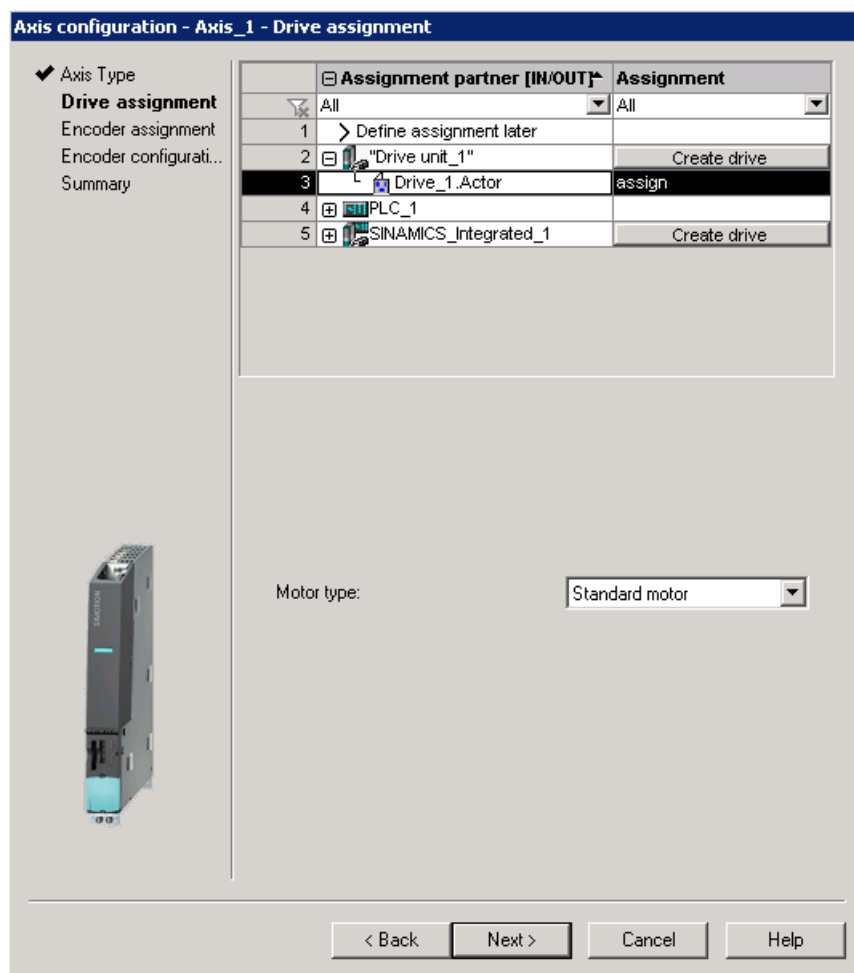 Axis configuration - Axis_1 - Drive assignment
Axis Type
Drive assignment
Encoder assignment
Encoder configurati...
Summary
Assignment partner [IN/OUT] Assignment
All All
1 Define assignment later
2 "Drive unit_1" Create drive
3 Drive_1.Actor assign
4 PLC_1
5 SINAMICS_Integrated_1 Create drive
SIMOTION
Motor type: Standard motor
< Back Next > Cancel Help